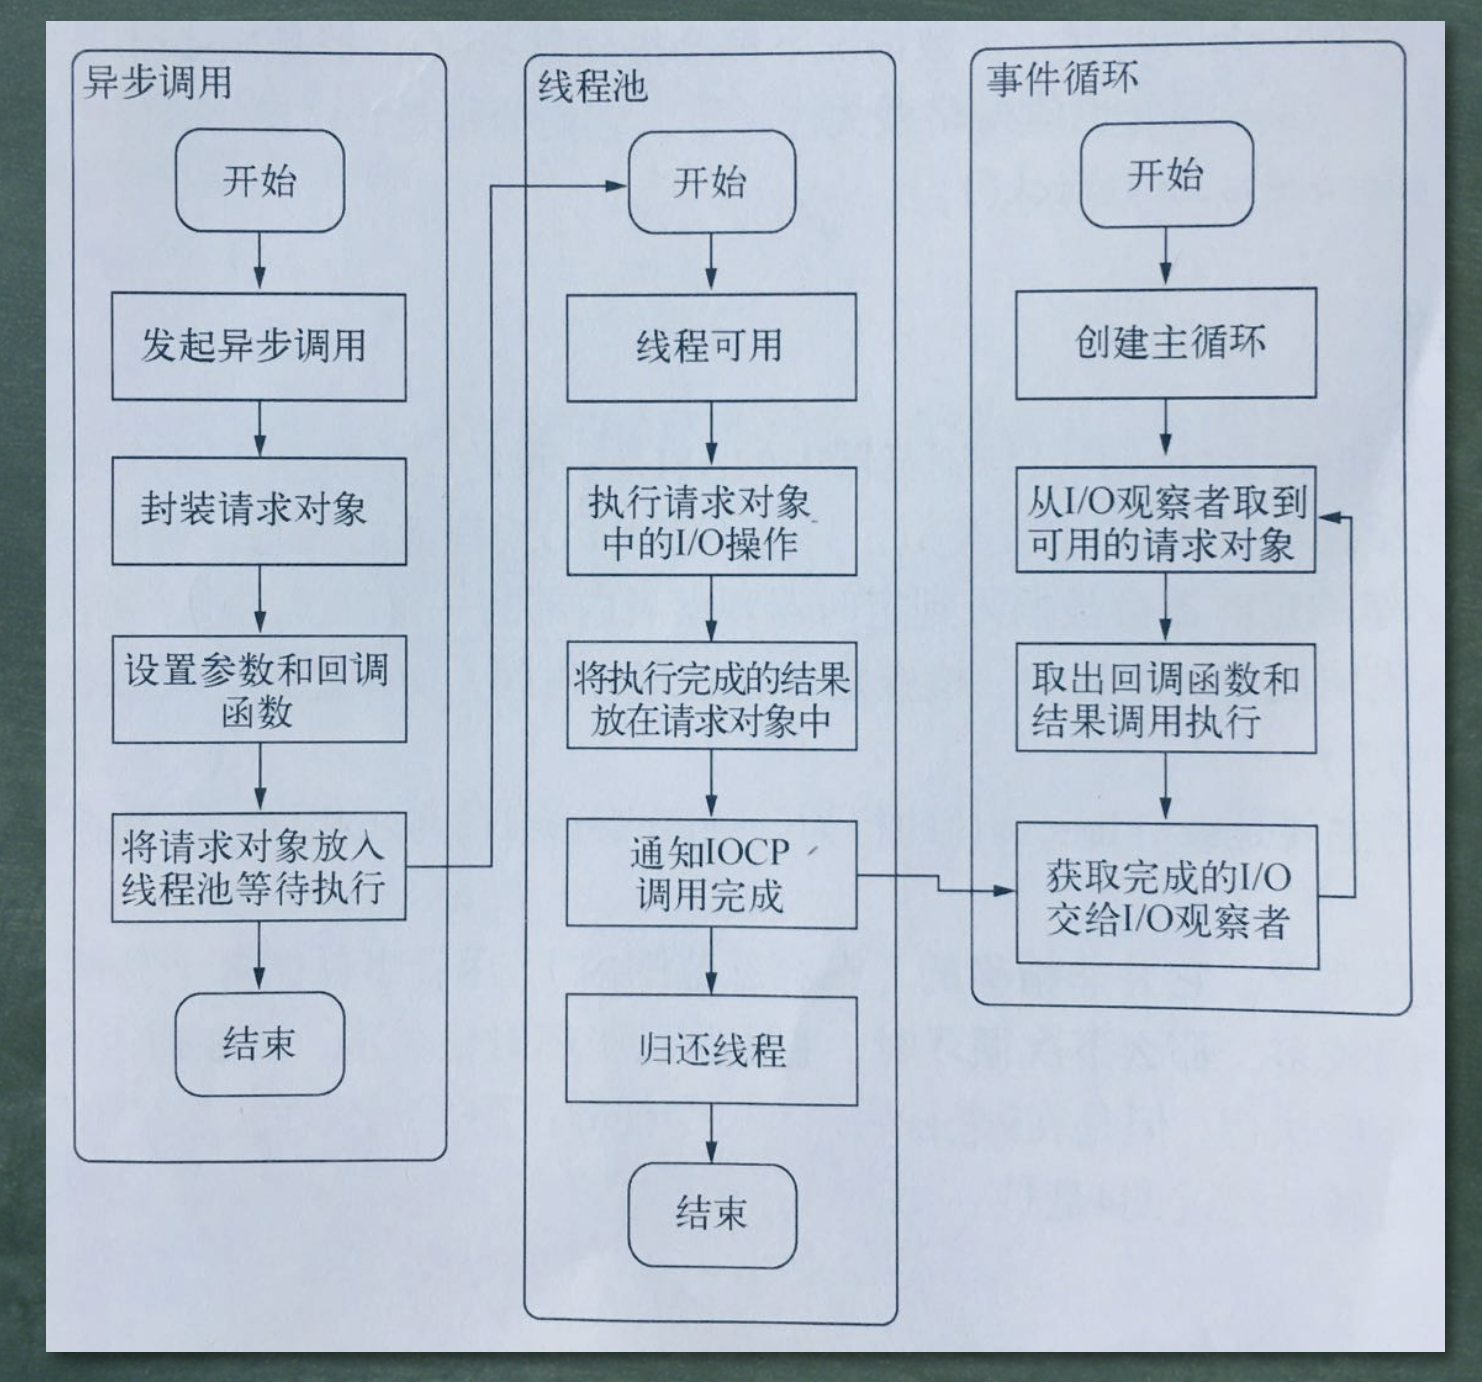 异步调用
开始
发起异步调用
封装请求对象
设置参数和回调
函数
将请求对象放入
线程池等待执行
结束
线程池
开始
线程可用
执行请求对象
中的I/O操作
将执行完成的结果
放在请求对象中
通知IOCP
调用完成
归还线程
结束
事件循环
开始
创建主循环
从I/O观察者取到
可用的请求对象
取出回调函数和
结果调用执行
获取完成的I/O
交给I/O观察者